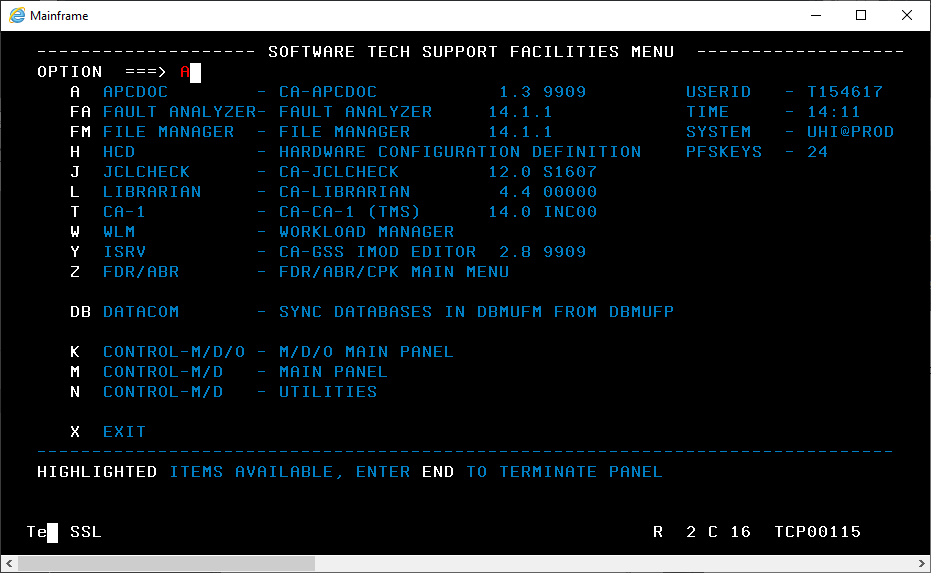 Mainframe
-------------------- SOFTWARE TECH SUPPORT FACILITIES MENU -------------------
OPTION ===> A
A APCDOC - CA-APCDOC 1.3 9909 USERID - T154617
FA FAULT ANALYZER- FAULT ANALYZER 14.1.1 TIME - 14:11
FM FILE MANAGER - FILE MANAGER 14.1.1 SYSTEM - UHI@PROD
H HCD - HARDWARE CONFIGURATION DEFINITION PFSKEYS - 24
J JCLCHECK - CA-JCLCHECK 12.0 S1607
L LIBRARIAN - CA-LIBRARIAN 4.4 00000
T CA-1 - CA-CA-1 (TMS) 14.0 INC00
W WLM - WORKLOAD MANAGER
Y ISRV - CA-GSS IMOD EDITOR 2.8 9909
Z FDR/ABR - FDR/ABR/CPK MAIN MENU
DB DATACOM - SYNC DATABASES IN DBMUFM FROM DBMUFP
K CONTROL-M/D/O - M/D/O MAIN PANEL
M CONTROL-M/D - MAIN PANEL
N CONTROL-M/D - UTILITIES
X EXIT
------------------------------------------------------------------------------
HIGHLIGHTED ITEMS AVAILABLE, ENTER END TO TERMINATE PANEL
Te SSL R 2 C 16 TCP00115